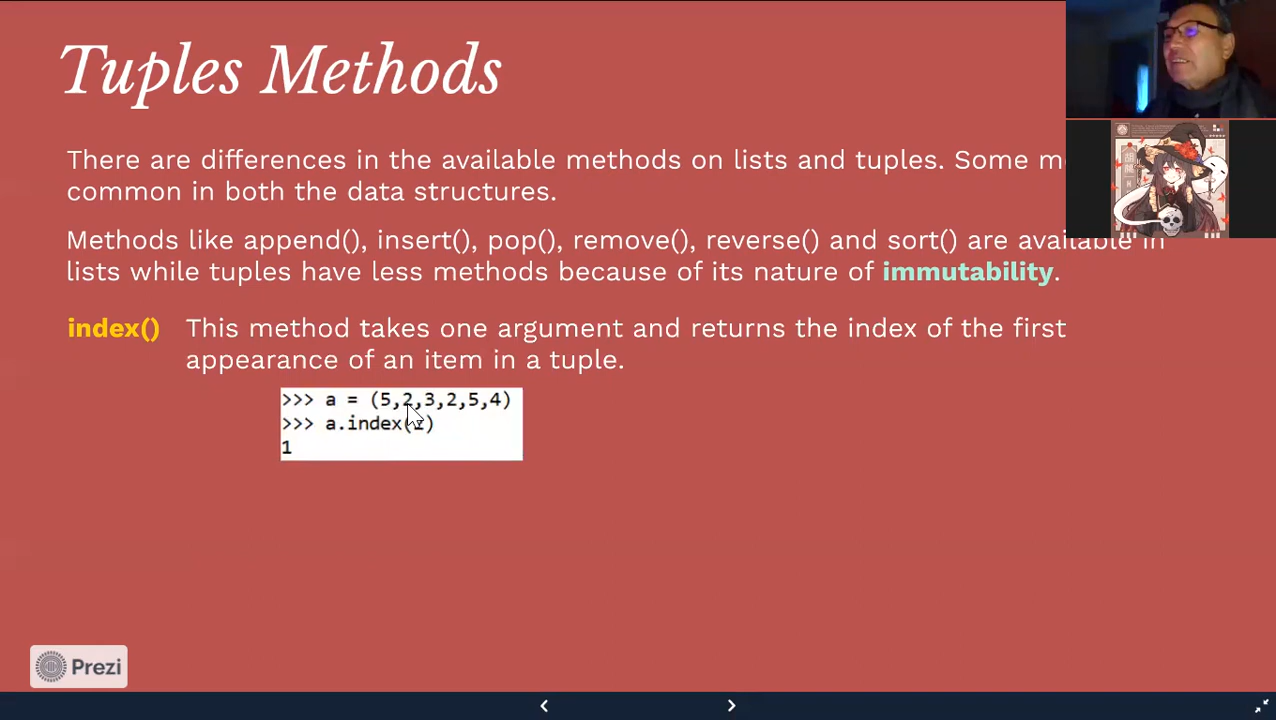 Tuples Methods
There are differences in the available methods on lists and tuples. Some
common in both the data structures.
Methods like append(), insert(), pop(), remove(), reverse() and sort() are available in
lists while tuples have less methods because of its nature of immutability.
index() This method takes one argument and returns the index of the first
appearance of an item in a tuple.
>>> a = (5,2,3,2,5,4)
>>> a.index(2)
1
Prezi